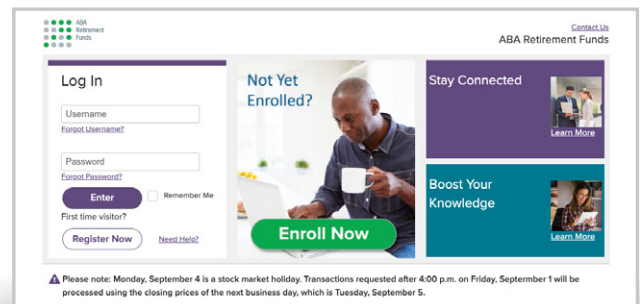 ABA
Retirement
Funds
Contact Us
ABA Retirement Funds
Log In
Username
Forgot Username?
Password
Forgot Password?
Enter
Remember Me
First time visitor?
Register Now
Need Help?
Not Yet
Enrolled?
Enroll Now
Stay Connected
Learn More
Boost Your
Knowledge
Learn More
Please note: Monday, September 4 is a stock market holiday. Transactions requested after 4:00 p.m. on Friday, Septermber 1 will be
processed using the closing prices of the next business day, which is Tuesday, September 5.